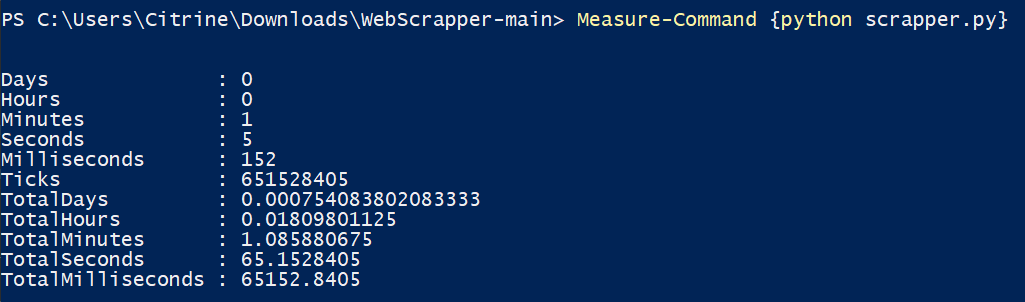 PS C:\Users\Citrine\Downloads\WebScrapper-main> Measure-Command {python scrapper.py}
Days : 0
Hours : 0
Minutes : 1
Seconds : 5
Milliseconds : 152
Ticks : 651528405
TotalDays : 0.000754083802083333
TotalHours : 0.01809801125
TotalMinutes : 1.085880675
TotalSeconds : 65.1528405
TotalMilliseconds : 65152.8405